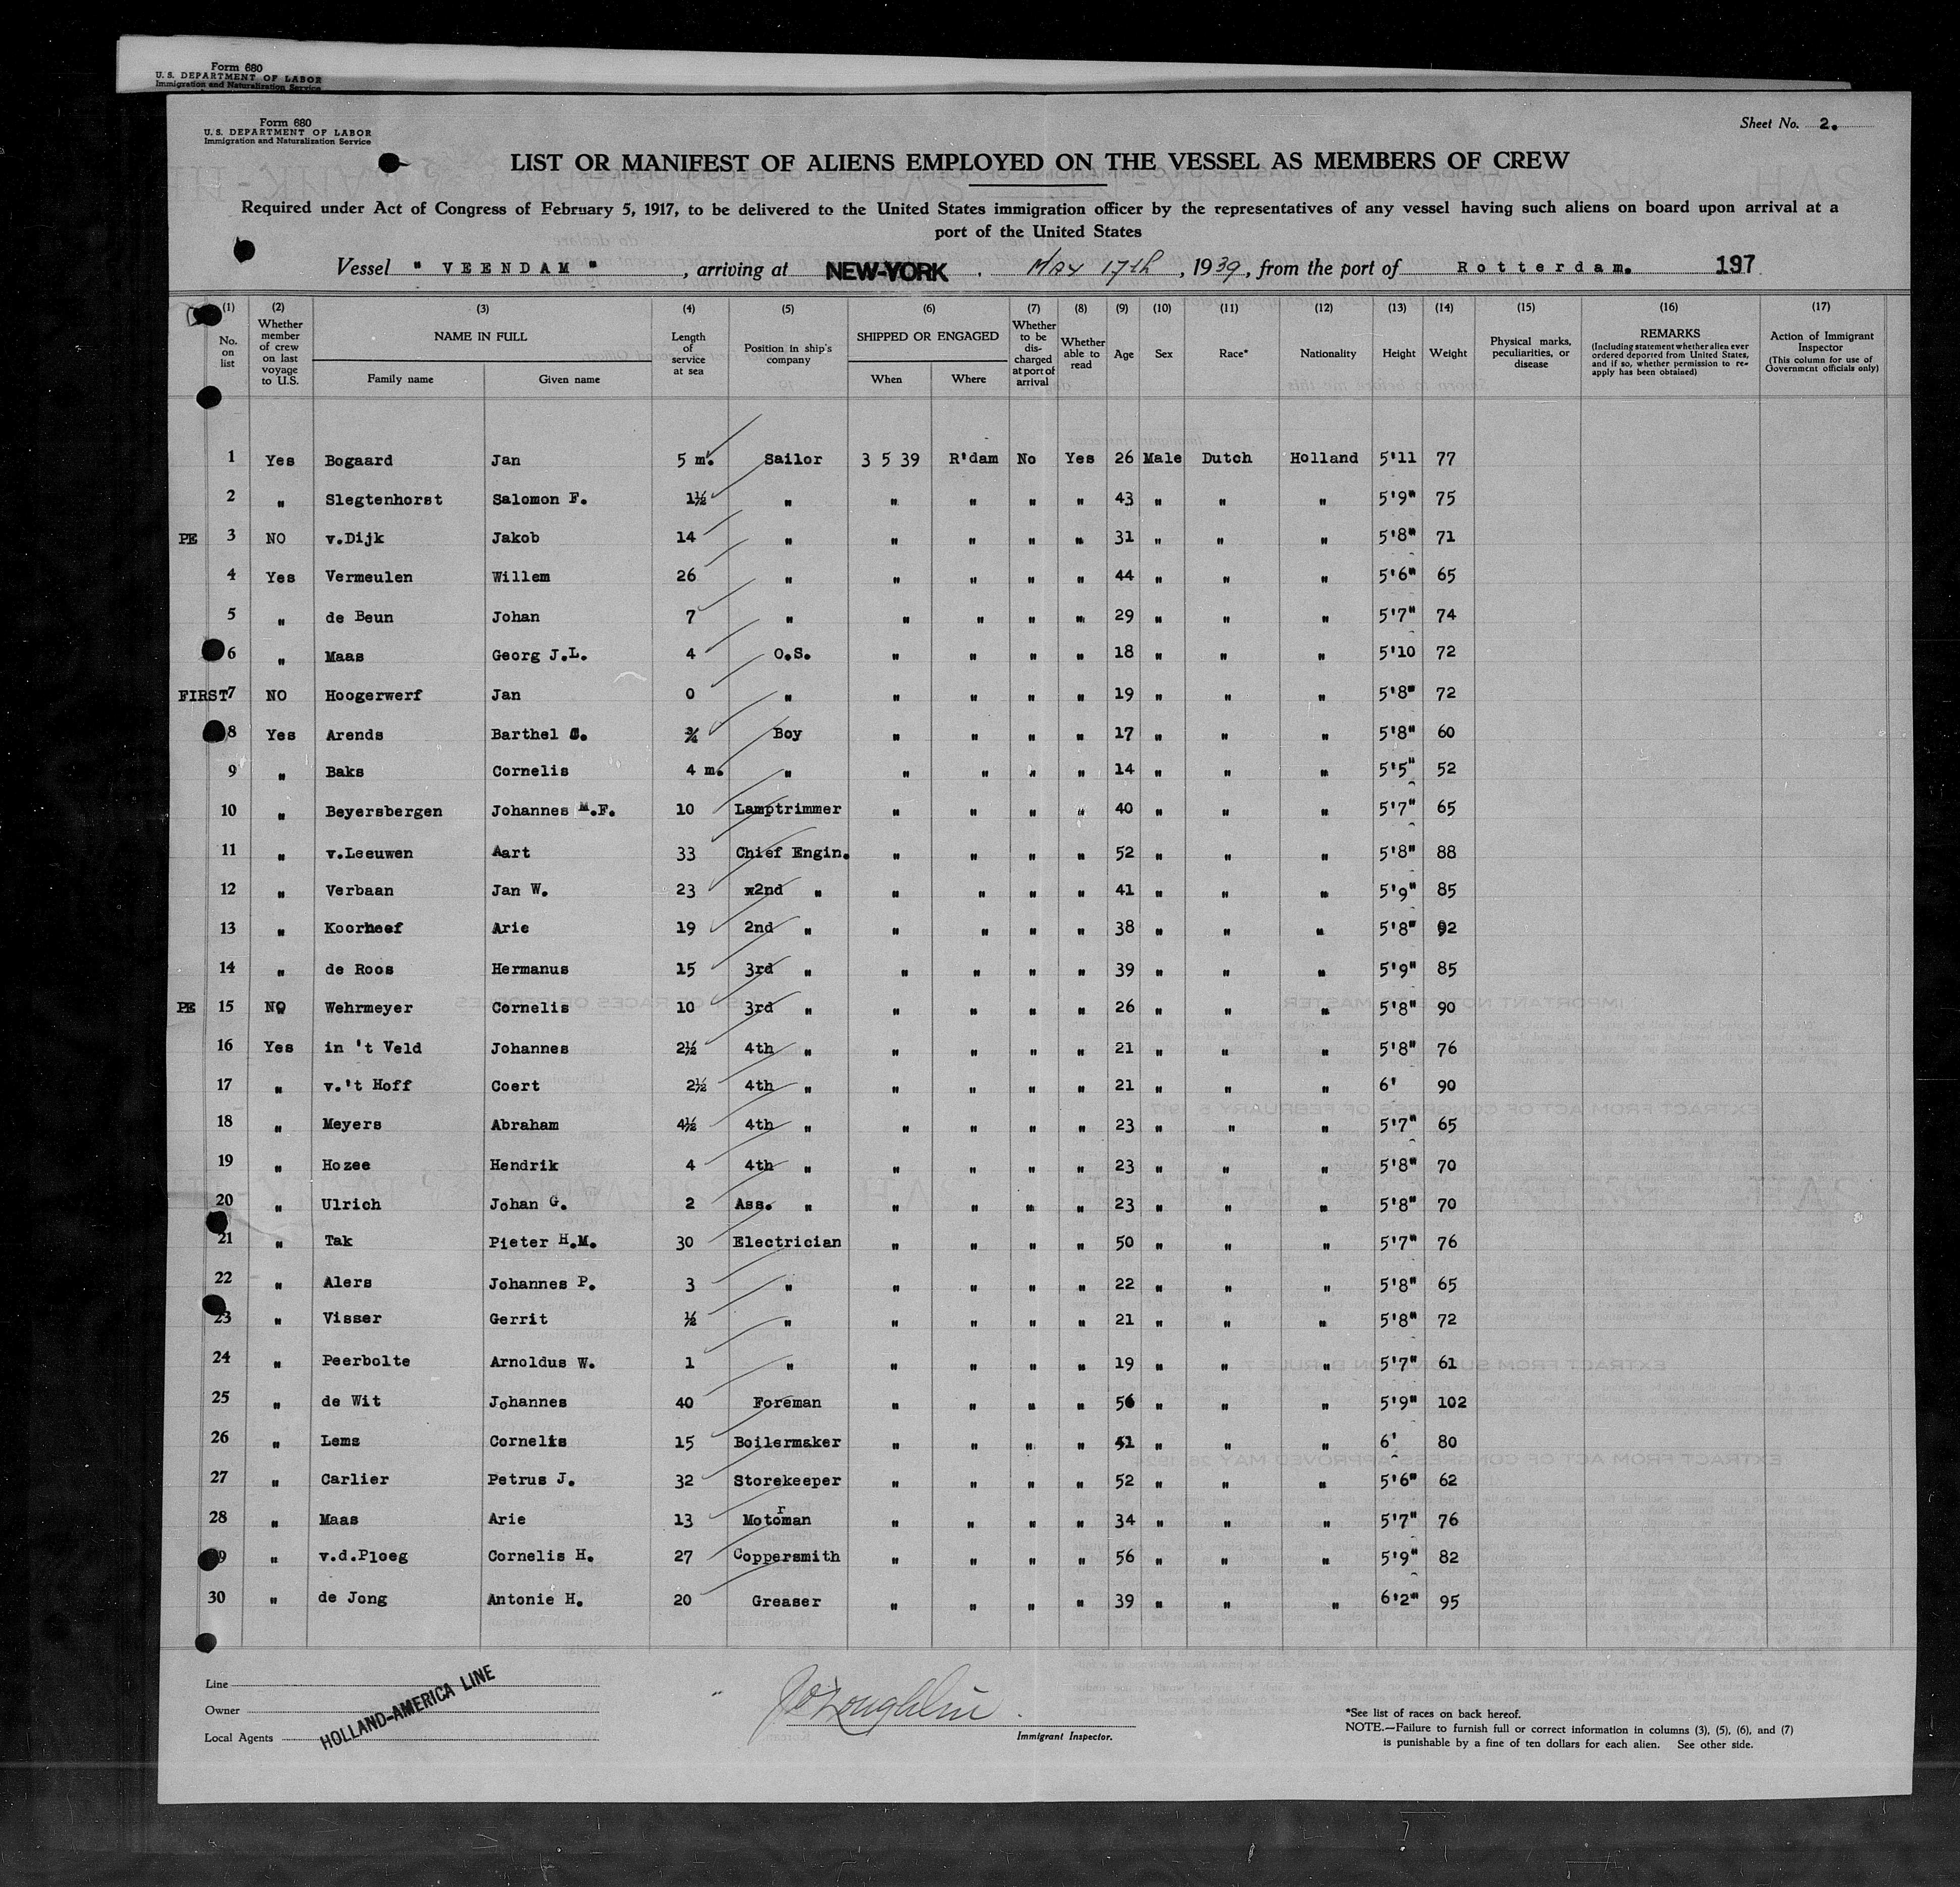 Form 680
U. S. DEPARTMENT OF LABOR
Immigration and Naturalization Service
Form 680
U. S. DEPARTMENT OF LABOR
Immigration and Naturalization Service
Sheet No. 2.
LIST OR MANIFEST OF ALIENS EMPLOYED ON THE VESSEL AS MEMBERS OF CREW
Required under Act of Congress of February 5, 1917, to be delivered to the United States immigration officer by the representatives of any vessel having such aliens on board upon arrival at a
port of the United States
Vessel " VEENDAM ", arriving at NEW-YORK, May 17th, 1939, from the port of Rotterdam. 197
(1) No. on list
(2) Whether member of crew on last voyage to U.S.
(3) NAME IN FULL Family name Given name
(4) Length of service at sea
(5) Position in ship's company
(6) SHIPPED OR ENGAGED When Where
(7) Whether to be discharged at port of arrival
(8) Whether able to read
(9) Age
(10) Sex
(11) Race*
(12) Nationality
(13) Height
(14) Weight
(15) Physical marks, peculiarities, or disease
(16) REMARKS (Including statement whether alien ever ordered deported from United States, and if so, whether permission to reapply has been obtained)
(17) Action of Immigrant Inspector (This column for use of Government officials only)
1 Yes Bogaard Jan 5 m. Sailor 3 5 39 R'dam No Yes 26 Male Dutch Holland 5'11 77
2 " Slegtenhorst Salomon F. 1½ " " " " " 43 " " " 5'9" 75
PE 3 NO v.Dijk Jakob 14 " " " " " 31 " " " 5'8" 71
4 Yes Vermeulen Willem 26 " " " " " 44 " " " 5'6" 65
5 " de Beun Johan 7 " " " " " 29 " " " 5'7" 74
6 " Maas Georg J.L. 4 O.S. " " " " 18 " " " 5'10 72
FIRST 7 NO Hoogerwerf Jan 0 " " " " " 19 " " " 5'8" 72
8 Yes Arends Barthel ¾ Boy " " " " 17 " " " 5'8" 60
9 " Baks Cornelis 4 m. " " " " " 14 " " " 5'5" 52
10 " Beyersbergen Johannes M.F. 10 Lamptrimmer " " " " 40 " " " 5'7" 65
11 " v.Leeuwen Aart 33 Chief Engin. " " " " 52 " " " 5'8" 88
12 " Verbaan Jan W. 23 x2nd " " " " " 41 " " " 5'9" 85
13 " Koorneef Arie 19 2nd " " " " " 38 " " " 5'8" 92
14 " de Roos Hermanus 15 3rd " " " " " 39 " " " 5'9" 85
PE 15 NO Wehrmeyer Cornelis 10 3rd " " " " " 26 " " " 5'8" 90
16 Yes in 't Veld Johannes 2½ 4th " " " " " 21 " " " 5'8" 76
17 " v.'t Hoff Coert 2½ 4th " " " " " 21 " " " 6' 90
18 " Meyers Abraham 4½ 4th " " " " " 23 " " " 5'7" 65
19 " Hozee Hendrik 4 4th " " " " " 23 " " " 5'8" 70
20 " Ulrich Johan G. 2 Ass. " " " " " 23 " " " 5'8" 70
21 " Tak Pieter H.M. 30 Electrician " " " " 50 " " " 5'7" 76
22 " Alers Johannes P. 3 " " " " " 22 " " " 5'8" 65
23 " Visser Gerrit ½ " " " " " 21 " " " 5'8" 72
24 " Peerbolte Arnoldus W. 1 " " " " " 19 " " " 5'7" 61
25 " de Wit Johannes 40 Foreman " " " " 56 " " " 5'9" 102
26 " Lems Cornelis 15 Boilermaker " " " " 41 " " " 6' 80
27 " Carlier Petrus J. 32 Storekeeper " " " " 52 " " " 5'6" 62
28 " Maas Arie 13 Motorman " " " " 34 " " " 5'7" 76
29 " v.d.Ploeg Cornelis H. 27 Coppersmith " " " " 56 " " " 5'9" 82
30 " de Jong Antonie H. 20 Greaser " " " " 39 " " " 6'2" 95
Line
Owner
Local Agents
HOLLAND-AMERICA LINE
J O'Loughlin
Immigrant Inspector.
*See list of races on back hereof.
NOTE.—Failure to furnish full or correct information in columns (3), (5), (6), and (7)
is punishable by a fine of ten dollars for each alien. See other side.